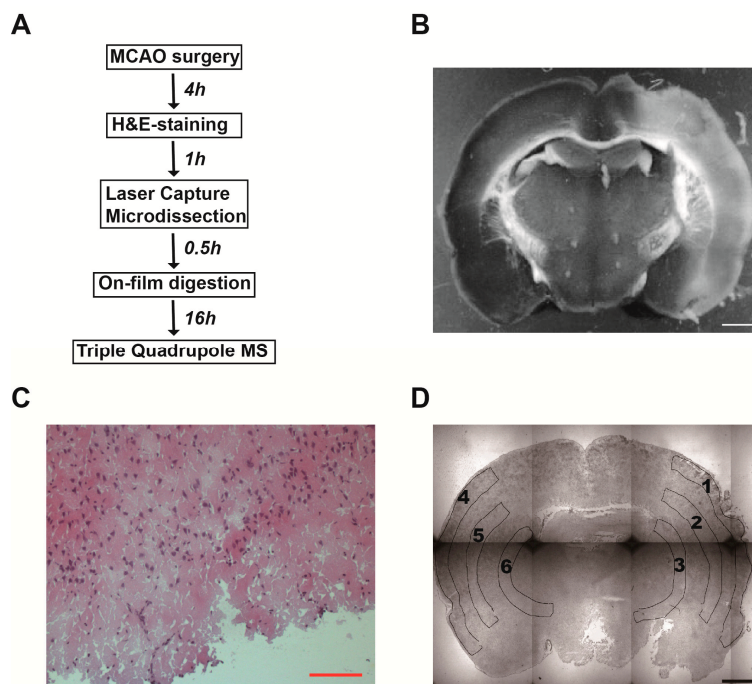 A
MCAO surgery
4h
H&E-staining
1h
Laser Capture
Microdissection
0.5h
On-film digestion
16h
Triple Quadrupole MS
B
C
D
4
1
5
2
6
3